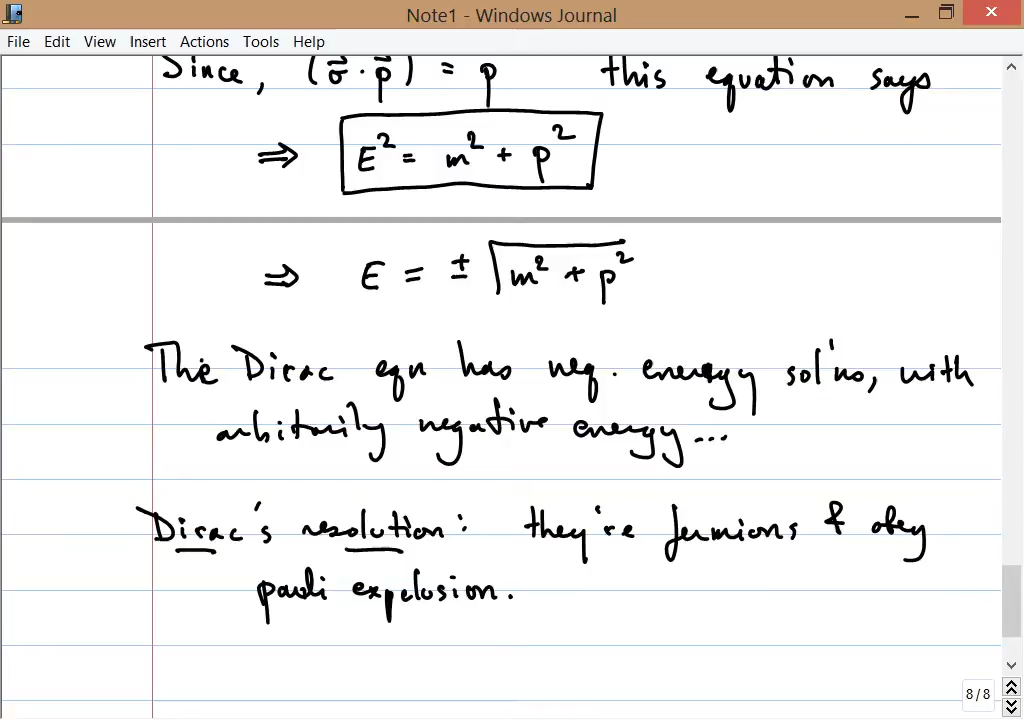 Note1 - Windows Journal
File Edit View Insert Actions Tools Help
Since, (σ⃗ · p⃗) = p this equation says
⇒ E² = m² + p²
⇒ E = ± √m² + p²
The Dirac eqn has neg. energy sol'ns, with
arbitrarily negative energy...
Dirac's resolution: they're fermions & obey
pauli expclusion.
8/8